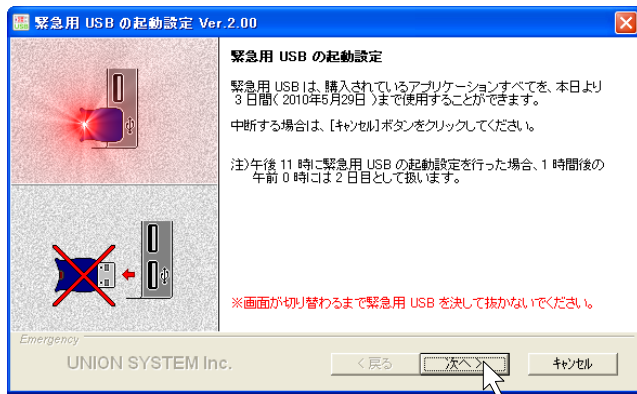 緊急用 USB の起動設定 Ver.2.00
緊急用 USB の起動設定
緊急用 USB は、購入されているアプリケーションすべてを、本日より
3 日間( 2010年5月29日 )まで使用することができます。
中断する場合は、[キャンセル]ボタンをクリックしてください。
注)午後 11 時に緊急用 USB の起動設定を行った場合、1 時間後の
午前 0 時には 2 日目として扱います。
※画面が切り替わるまで緊急用 USB を決して抜かないでください。
Emergency
UNION SYSTEM Inc.
< 戻る
次へ >
キャンセル